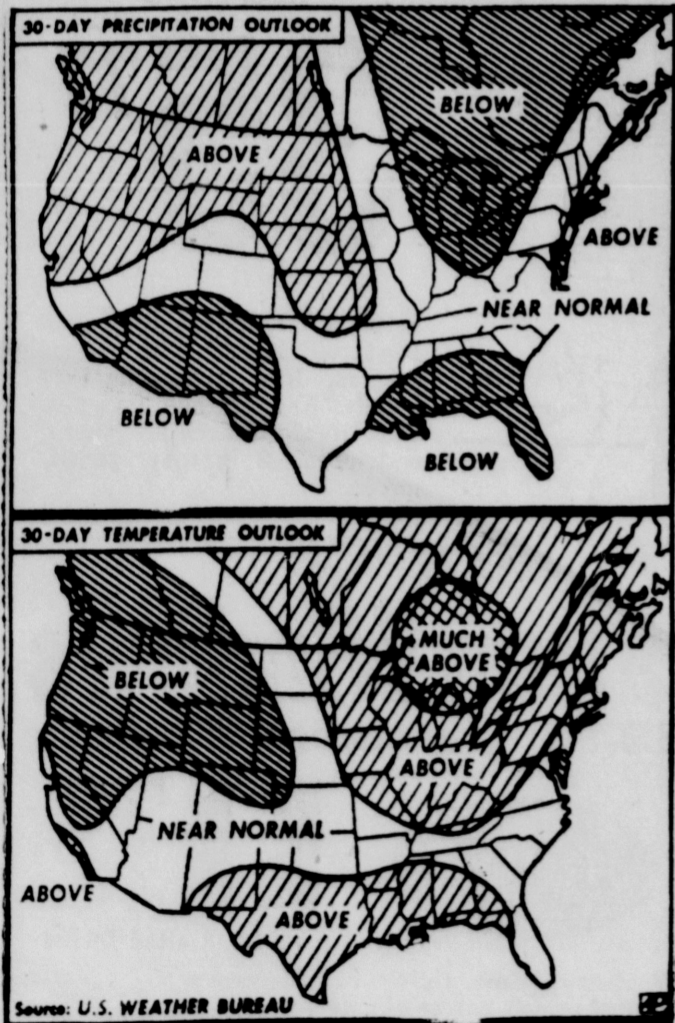 30-DAY PRECIPITATION OUTLOOK
BELOW
ABOVE
ABOVE
NEAR NORMAL
BELOW
BELOW
30-DAY TEMPERATURE OUTLOOK
MUCH
ABOVE
BELOW
ABOVE
NEAR NORMAL
ABOVE
ABOVE
Source: U.S. WEATHER BUREAU